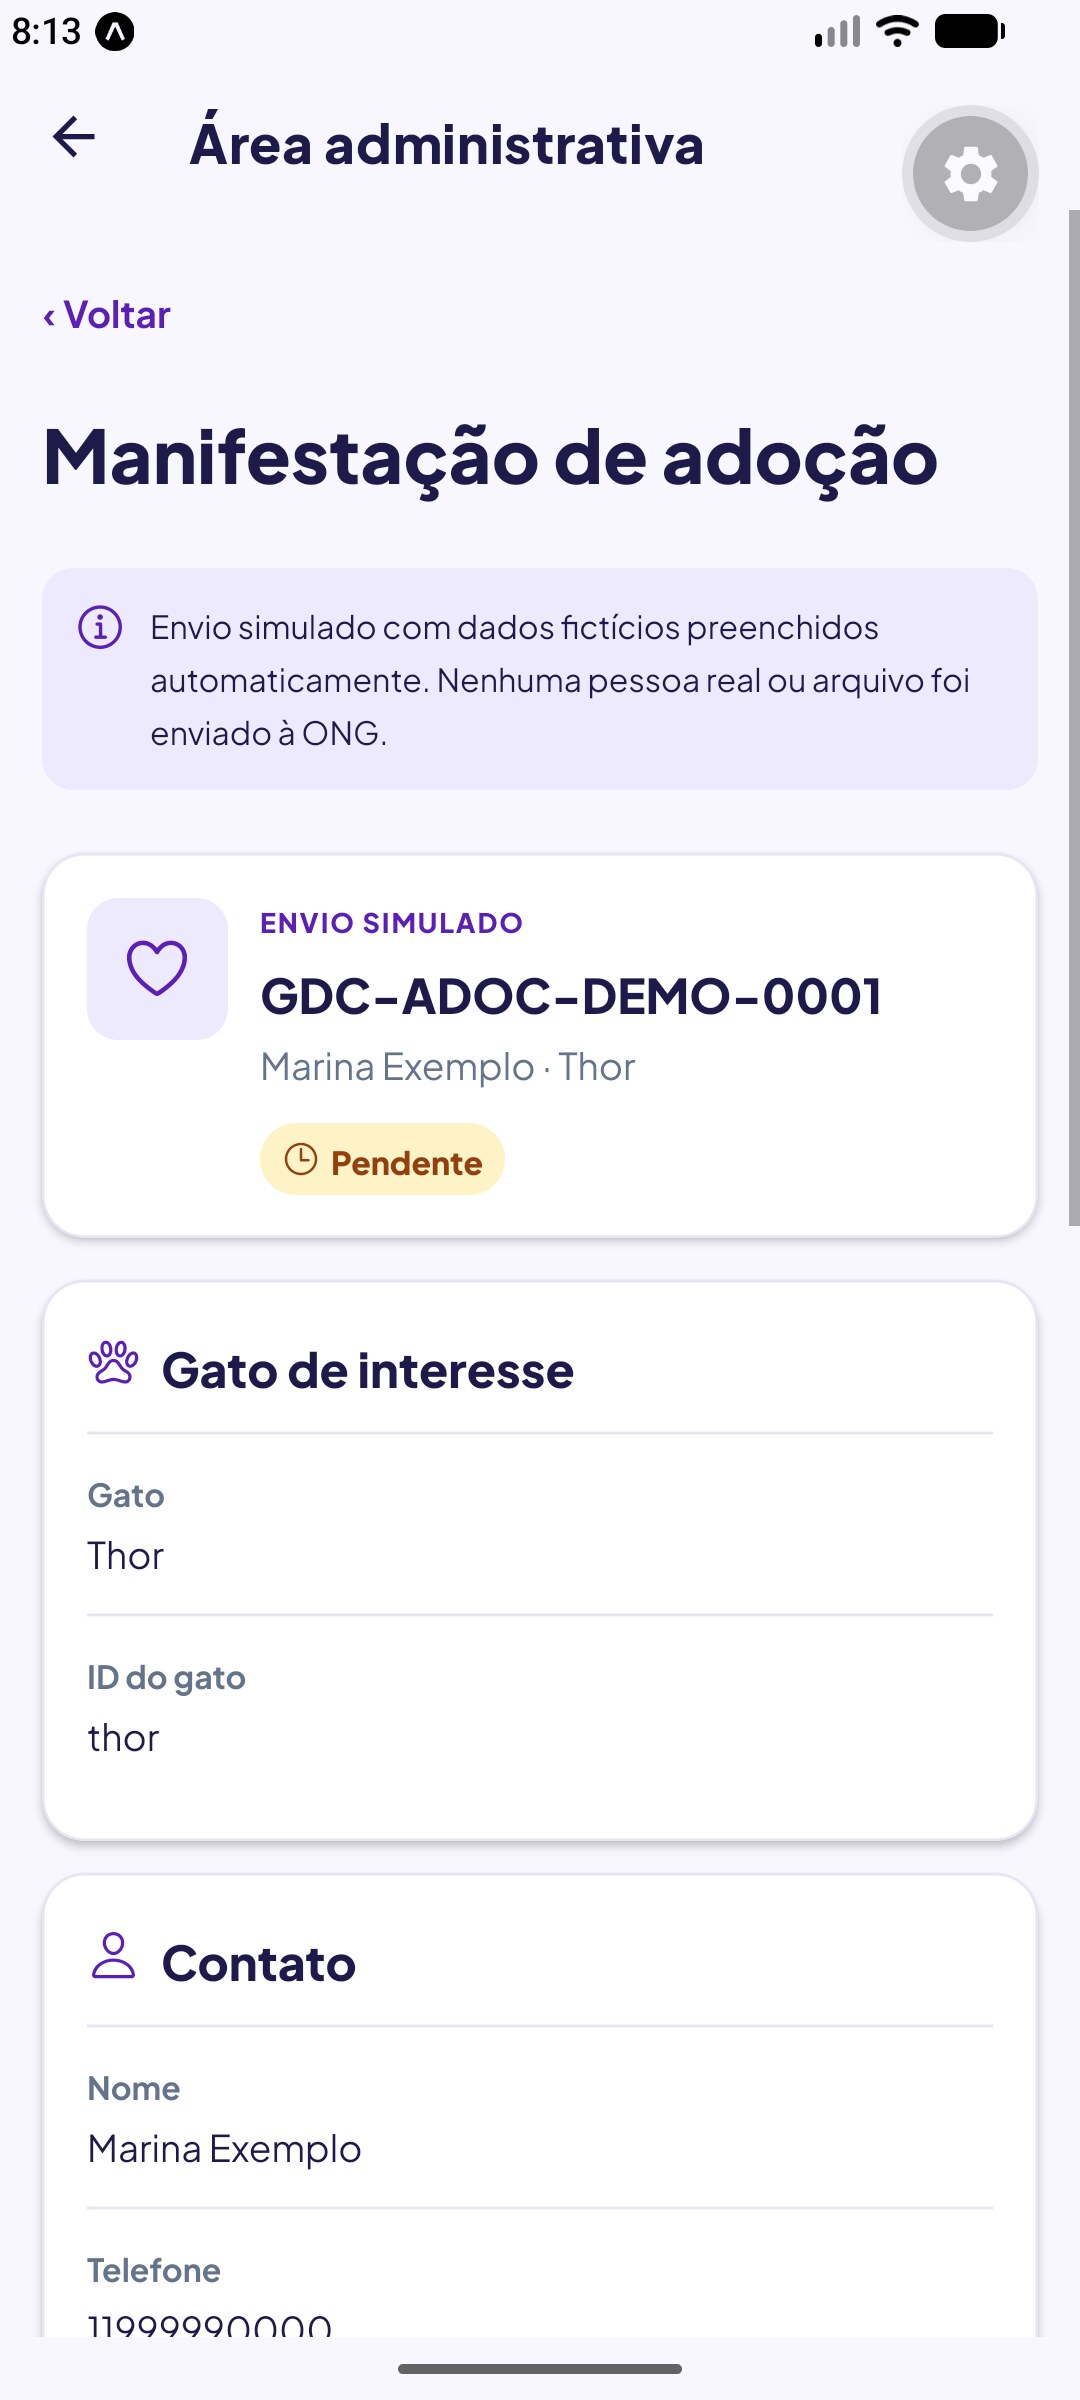 8:13
Área administrativa
‹ Voltar
Manifestação de adoção
Envio simulado com dados fictícios preenchidos
automaticamente. Nenhuma pessoa real ou arquivo foi
enviado à ONG.
ENVIO SIMULADO
GDC-ADOC-DEMO-0001
Marina Exemplo · Thor
Pendente
Gato de interesse
Gato
Thor
ID do gato
thor
Contato
Nome
Marina Exemplo
Telefone
11999990000